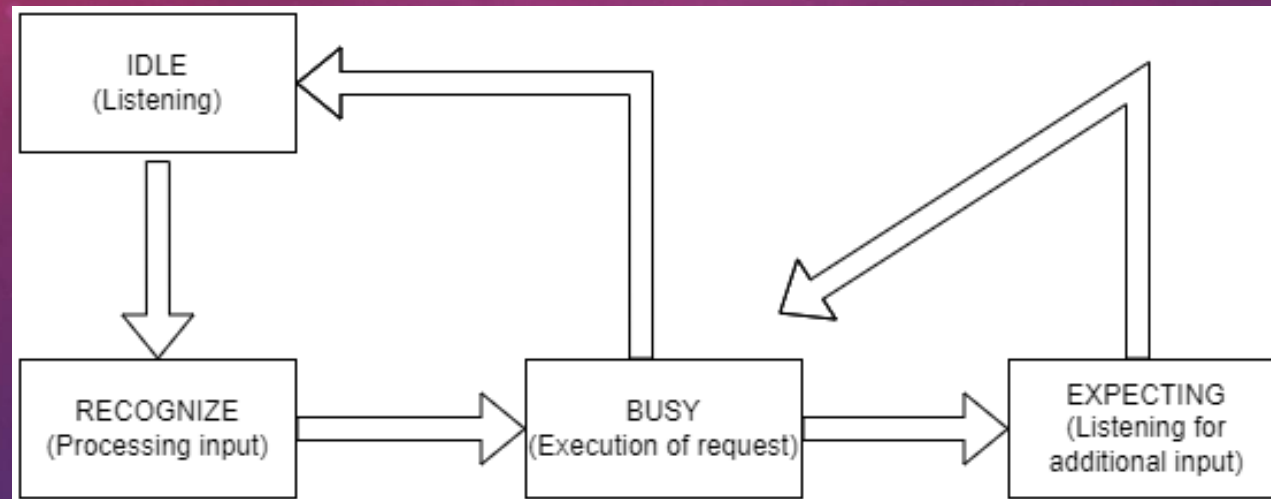 IDLE
(Listening)
RECOGNIZE
(Processing input)
BUSY
(Execution of request)
EXPECTING
(Listening for
additional input)